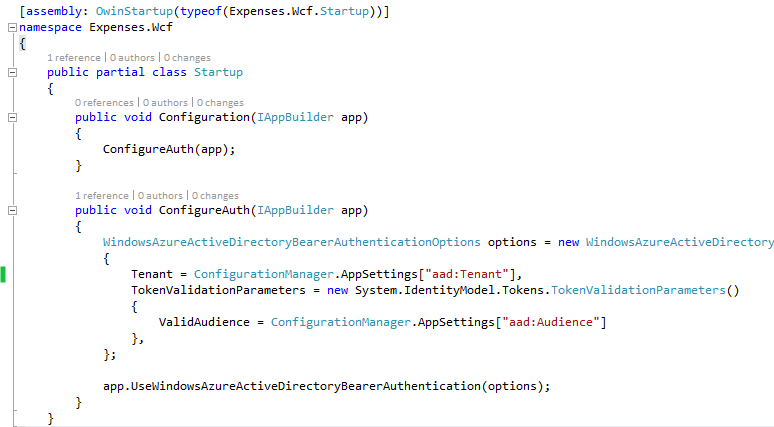 [assembly: OwinStartup(typeof(Expenses.Wcf.Startup))]
namespace Expenses.Wcf
{
1 reference | 0 authors | 0 changes
public partial class Startup
{
0 references | 0 authors | 0 changes
public void Configuration(IAppBuilder app)
{
ConfigureAuth(app);
}
1 reference | 0 authors | 0 changes
public void ConfigureAuth(IAppBuilder app)
{
WindowsAzureActiveDirectoryBearerAuthenticationOptions options = new WindowsAzureActiveDirectory
{
Tenant = ConfigurationManager.AppSettings["aad:Tenant"],
TokenValidationParameters = new System.IdentityModel.Tokens.TokenValidationParameters()
{
ValidAudience = ConfigurationManager.AppSettings["aad:Audience"]
},
};
app.UseWindowsAzureActiveDirectoryBearerAuthentication(options);
}
}